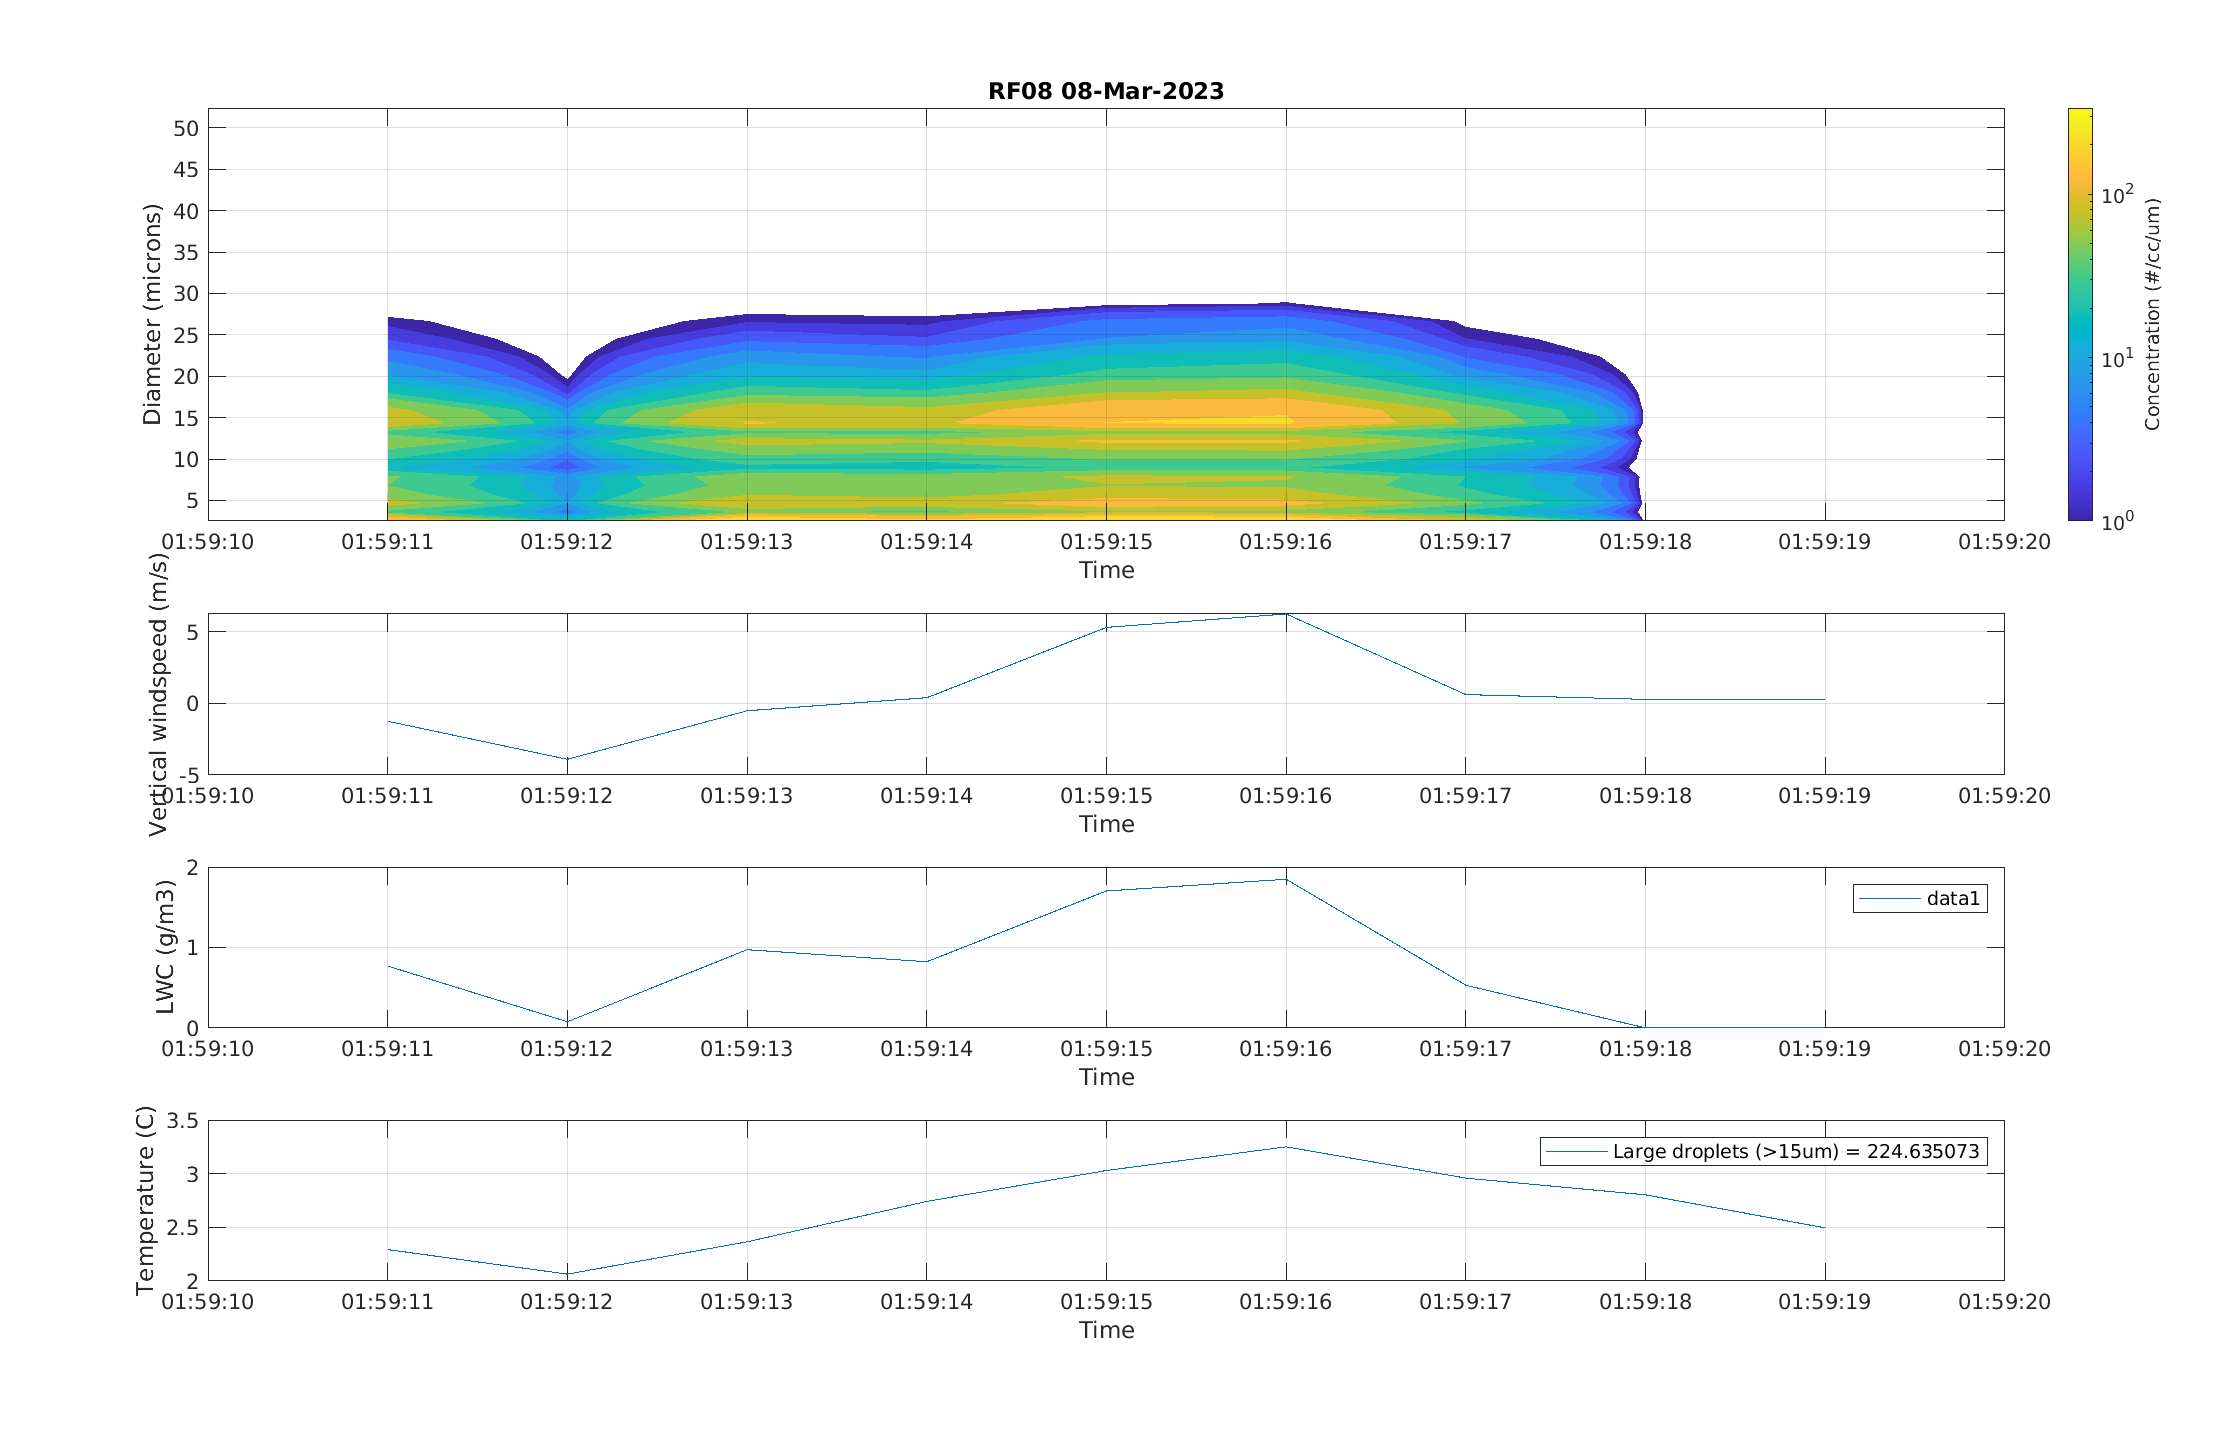 RF08 08-Mar-2023
Diameter (microns)
50
45
40
35
30
25
20
15
10
5
01:59:10 01:59:11 01:59:12 01:59:13 01:59:14 01:59:15 01:59:16 01:59:17 01:59:18 01:59:19 01:59:20
Time
10^2
10^1
10^0
Concentration (#/cc/um)
Vertical windspeed (m/s)
5
0
-5
01:59:10 01:59:11 01:59:12 01:59:13 01:59:14 01:59:15 01:59:16 01:59:17 01:59:18 01:59:19 01:59:20
Time
LWC (g/m3)
2
1
0
data1
01:59:10 01:59:11 01:59:12 01:59:13 01:59:14 01:59:15 01:59:16 01:59:17 01:59:18 01:59:19 01:59:20
Time
Temperature (C)
3.5
3
2.5
2
Large droplets (>15um) = 224.635073
01:59:10 01:59:11 01:59:12 01:59:13 01:59:14 01:59:15 01:59:16 01:59:17 01:59:18 01:59:19 01:59:20
Time